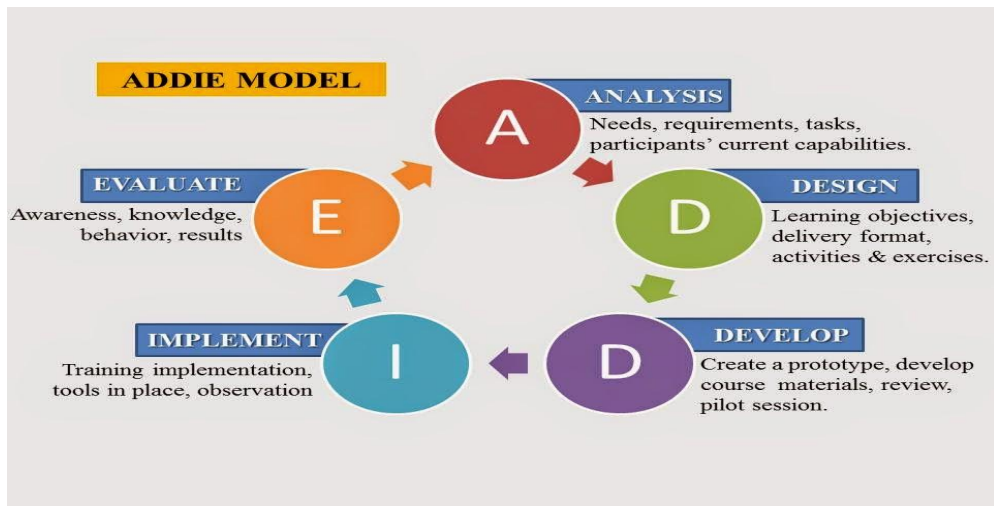 ADDIE MODEL
A
ANALYSIS
Needs, requirements, tasks,
participants’ current capabilities.
D
DESIGN
Learning objectives,
delivery format,
activities & exercises.
D
DEVELOP
Create a prototype, develop
course materials, review,
pilot session.
I
IMPLEMENT
Training implementation,
tools in place, observation
E
EVALUATE
Awareness, knowledge,
behavior, results